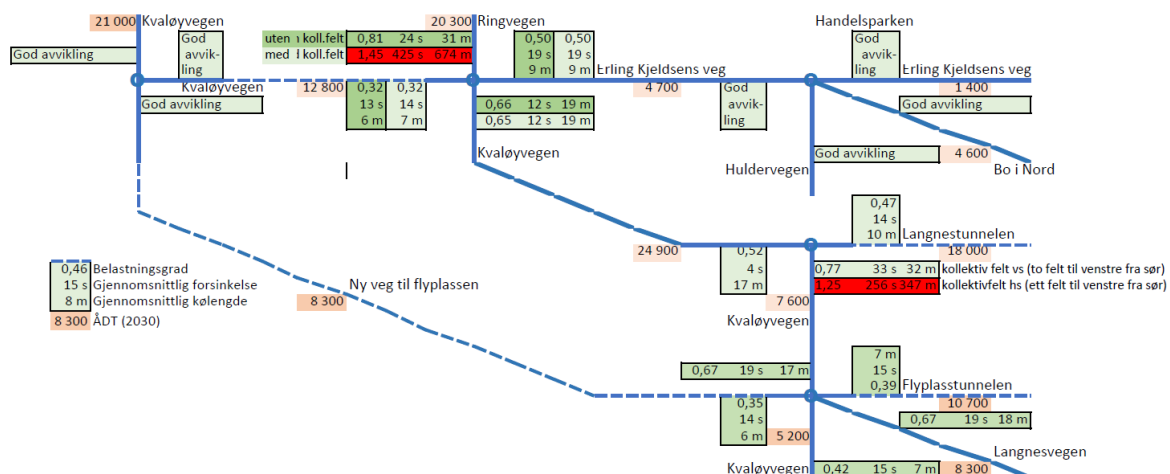 21 000 Kvaløyvegen
20 300 Ringvegen
Handelsparken
God avvikling
God avvik- ling
uten koll.felt 0,81 24 s 31 m
med koll.felt 1,45 425 s 674 m
0,50 0,50
19 s 19 s
9 m 9 m
Erling Kjeldsens veg
God avvik- ling
Erling Kjeldsens veg
Kvaløyvegen
12 800
0,32 0,32
13 s 14 s
6 m 7 m
4 700
God avvik- ling
1 400
God avvikling
0,66 12 s 19 m
0,65 12 s 19 m
God avvikling
Kvaløyvegen
God avvikling 4 600
Huldervegen
Bo i Nord
0,47
14 s
10 m
Langnestunnelen
24 900
18 000
0,52
4 s
17 m
0,77 33 s 32 m kollektiv felt vs (to felt til venstre fra sør)
1,25 256 s 347 m kollektivfelt hs (ett felt til venstre fra sør)
0,46 Belastningsgrad
15 s Gjennomsnittlig forsinkelse
8 m Gjennomsnittlig kølengde
8 300 ÅDT (2030)
Ny veg til flyplassen
8 300
7 600
Kvaløyvegen
0,67 19 s 17 m
7 m
15 s
0,39
Flyplasstunnelen
10 700
0,35
14 s
6 m
5 200
0,67 19 s 18 m
Langnesvegen
Kvaløyvegen
0,42 15 s 7 m 8 300